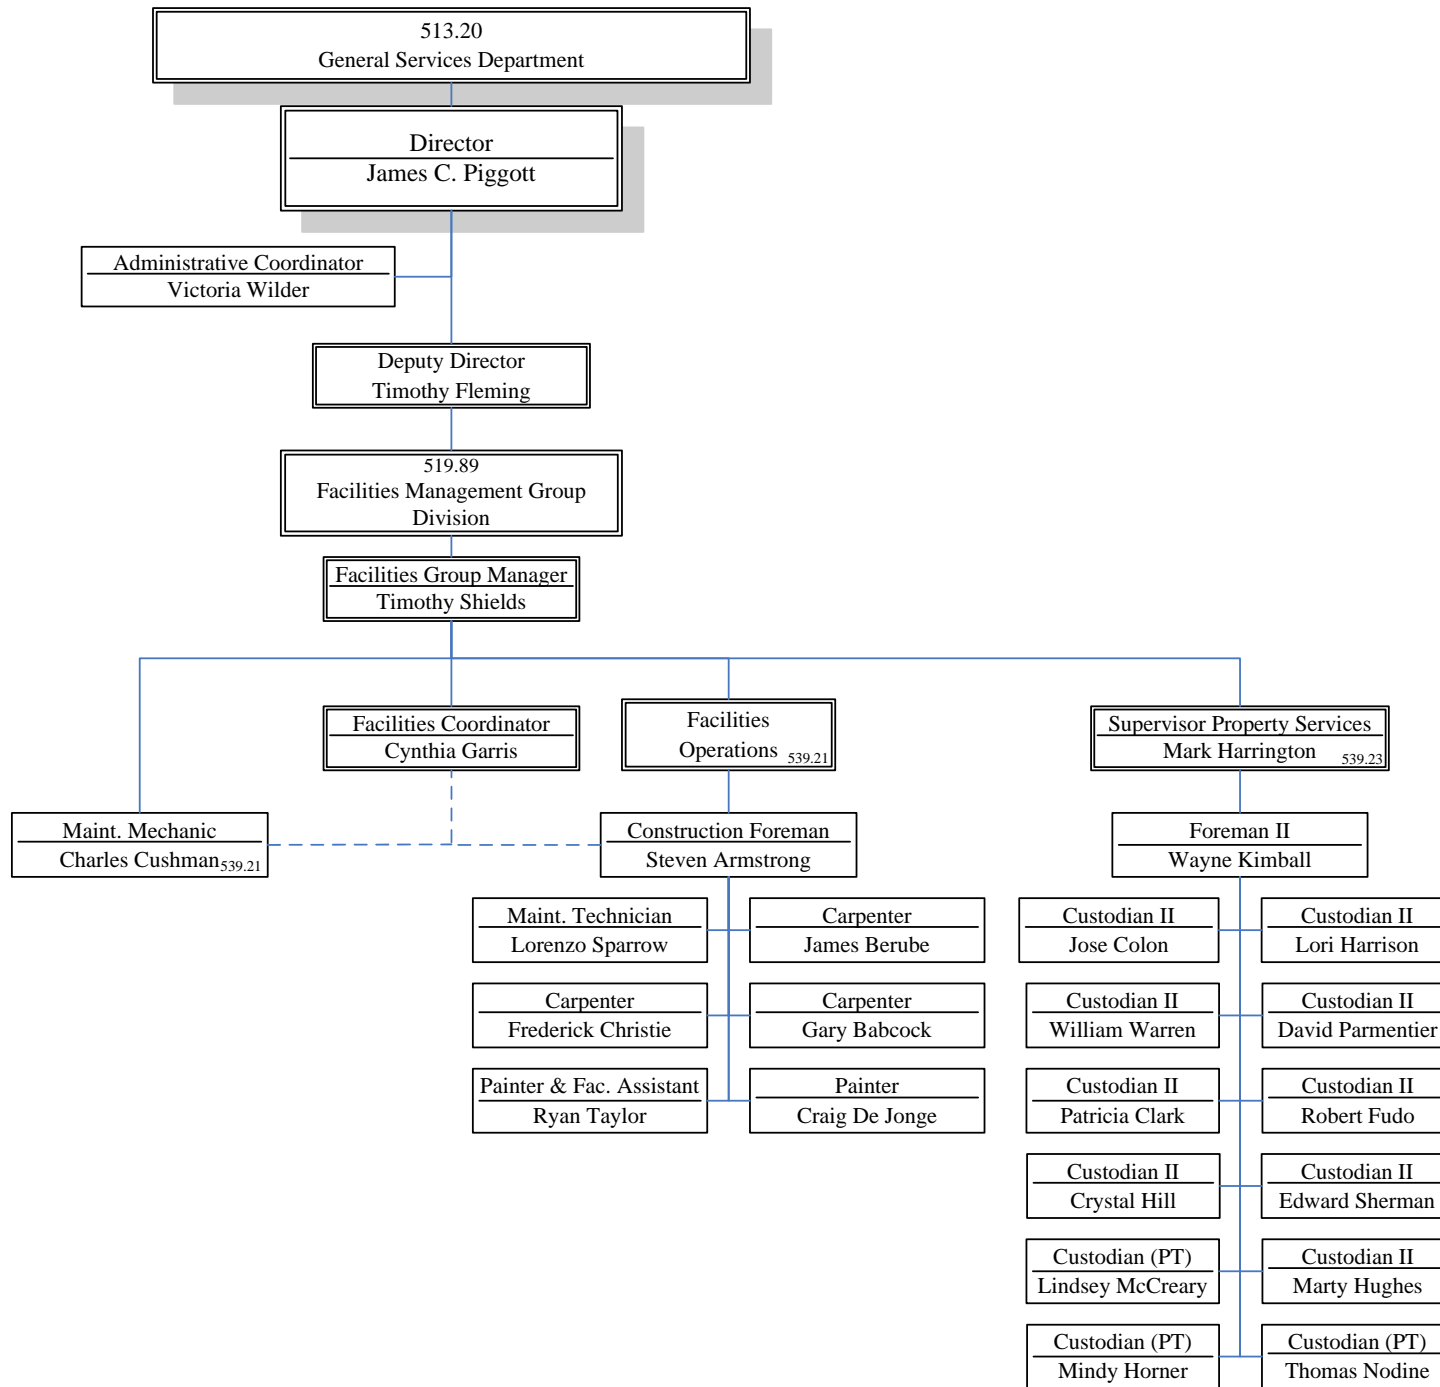 513.20
General Services Department
Director
James C. Piggott
Administrative Coordinator
Victoria Wilder
Deputy Director
Timothy Fleming
519.89
Facilities Management Group
Division
Facilities Group Manager
Timothy Shields
Facilities Coordinator
Cynthia Garris
Facilities
Operations 539.21
Supervisor Property Services
Mark Harrington 539.23
Maint. Mechanic
Charles Cushman 539.21
Construction Foreman
Steven Armstrong
Foreman II
Wayne Kimball
Maint. Technician
Lorenzo Sparrow
Carpenter
James Berube
Carpenter
Frederick Christie
Carpenter
Gary Babcock
Painter & Fac. Assistant
Ryan Taylor
Painter
Craig De Jonge
Custodian II
Jose Colon
Custodian II
Lori Harrison
Custodian II
William Warren
Custodian II
David Parmentier
Custodian II
Patricia Clark
Custodian II
Robert Fudo
Custodian II
Crystal Hill
Custodian II
Edward Sherman
Custodian (PT)
Lindsey McCreary
Custodian II
Marty Hughes
Custodian (PT)
Mindy Horner
Custodian (PT)
Thomas Nodine